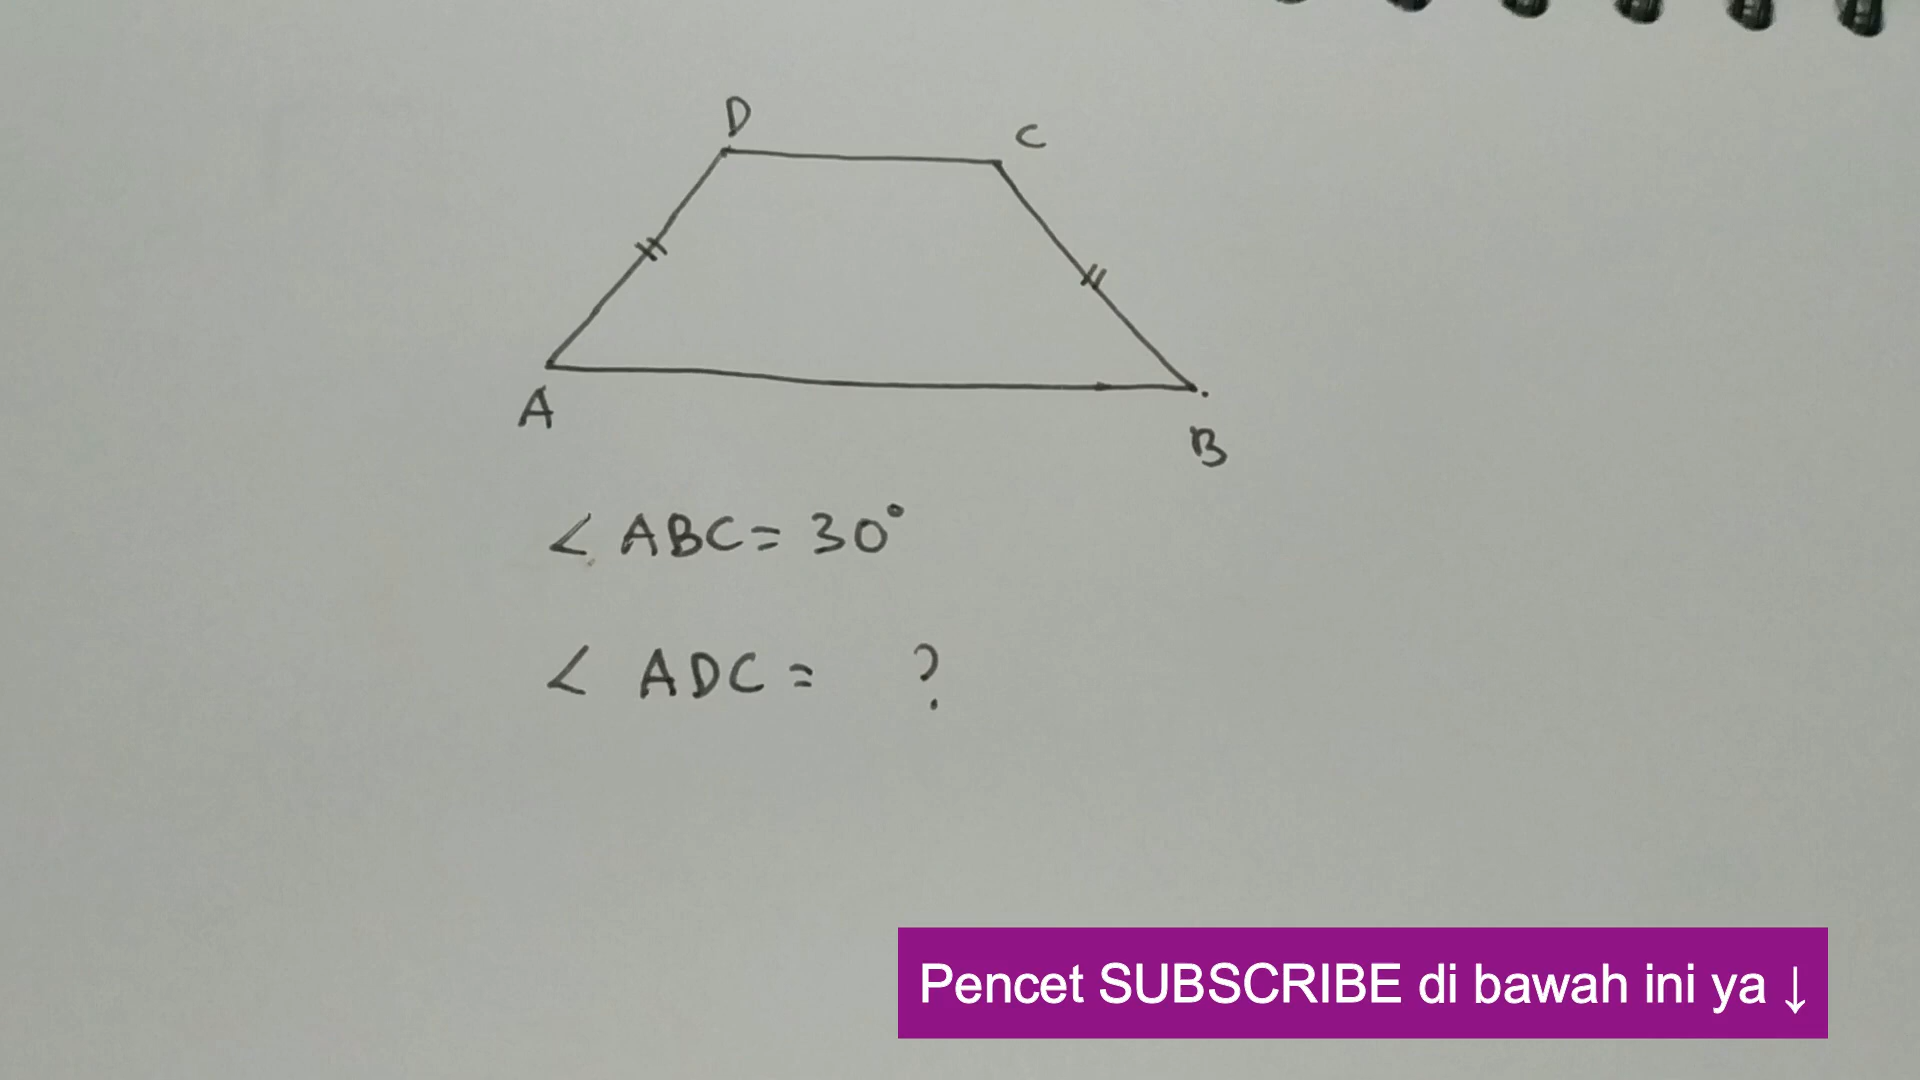 D
C
A
B
∠ ABC = 30°
∠ ADC = ?
Pencet SUBSCRIBE di bawah ini ya ↓